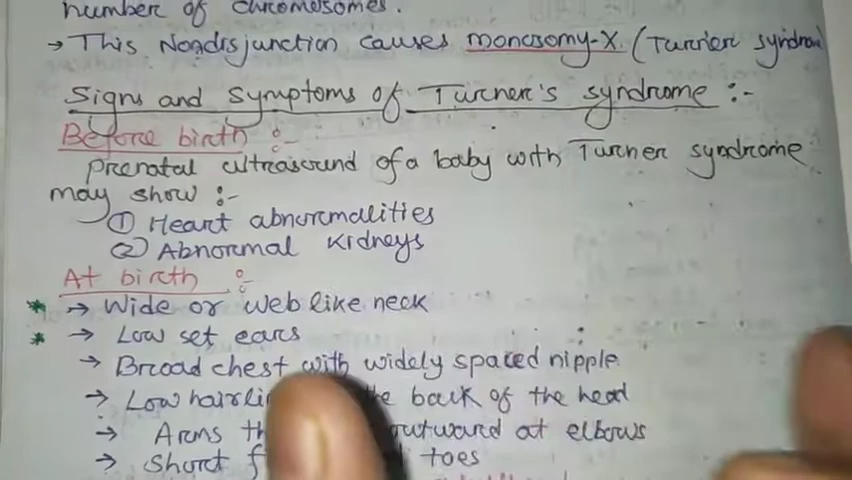 number of chromosomes.
→ This Nondisjunction causes monosomy-X. (Turner syndrom
Signs and Symptoms of Turner's syndrome :-
Before birth :-
Prenatal ultrasound of a baby with Turner syndrome
may show :-
① Heart abnormalities
② Abnormal Kidneys
At birth :-
* → Wide or web like neck
* → Low set ears
→ Broad chest with widely spaced nipple
→ Low the back of the head
→ Arms outward at elbows
→ Short toes